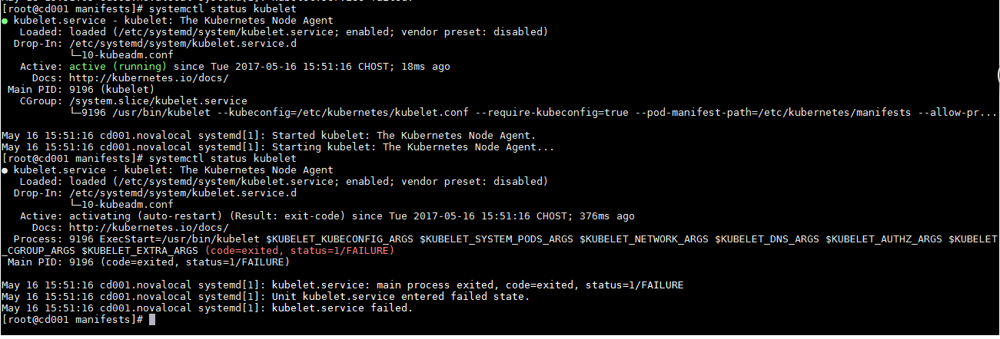 May 16 15:51:05 cd001.novalocal systemd[1]: kubelet.service failed.
[root@cd001 manifests]# systemctl status kubelet
● kubelet.service - kubelet: The Kubernetes Node Agent
   Loaded: loaded (/etc/systemd/system/kubelet.service; enabled; vendor preset: disabled)
  Drop-In: /etc/systemd/system/kubelet.service.d
           └─10-kubeadm.conf
   Active: active (running) since Tue 2017-05-16 15:51:16 CHOST; 18ms ago
     Docs: http://kubernetes.io/docs/
 Main PID: 9196 (kubelet)
   CGroup: /system.slice/kubelet.service
           └─9196 /usr/bin/kubelet --kubeconfig=/etc/kubernetes/kubelet.conf --require-kubeconfig=true --pod-manifest-path=/etc/kubernetes/manifests --allow-pr...
May 16 15:51:16 cd001.novalocal systemd[1]: Started kubelet: The Kubernetes Node Agent.
May 16 15:51:16 cd001.novalocal systemd[1]: Starting kubelet: The Kubernetes Node Agent...
[root@cd001 manifests]# systemctl status kubelet
● kubelet.service - kubelet: The Kubernetes Node Agent
   Loaded: loaded (/etc/systemd/system/kubelet.service; enabled; vendor preset: disabled)
  Drop-In: /etc/systemd/system/kubelet.service.d
           └─10-kubeadm.conf
   Active: activating (auto-restart) (Result: exit-code) since Tue 2017-05-16 15:51:16 CHOST; 376ms ago
     Docs: http://kubernetes.io/docs/
  Process: 9196 ExecStart=/usr/bin/kubelet $KUBELET_KUBECONFIG_ARGS $KUBELET_SYSTEM_PODS_ARGS $KUBELET_NETWORK_ARGS $KUBELET_DNS_ARGS $KUBELET_AUTHZ_ARGS $KUBELET
_CGROUP_ARGS $KUBELET_EXTRA_ARGS (code=exited, status=1/FAILURE)
 Main PID: 9196 (code=exited, status=1/FAILURE)
May 16 15:51:16 cd001.novalocal systemd[1]: kubelet.service: main process exited, code=exited, status=1/FAILURE
May 16 15:51:16 cd001.novalocal systemd[1]: Unit kubelet.service entered failed state.
May 16 15:51:16 cd001.novalocal systemd[1]: kubelet.service failed.
[root@cd001 manifests]#